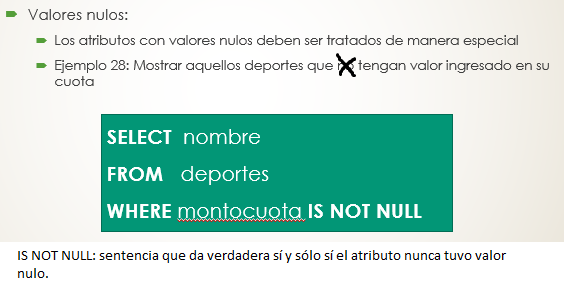 Valores nulos:
Los atributos con valores nulos deben ser tratados de manera especial
Ejemplo 28: Mostrar aquellos deportes que no tengan valor ingresado en su
cuota
SELECT nombre
FROM deportes
WHERE montocuota IS NOT NULL
IS NOT NULL: sentencia que da verdadera sí y sólo sí el atributo nunca tuvo valor
nulo.